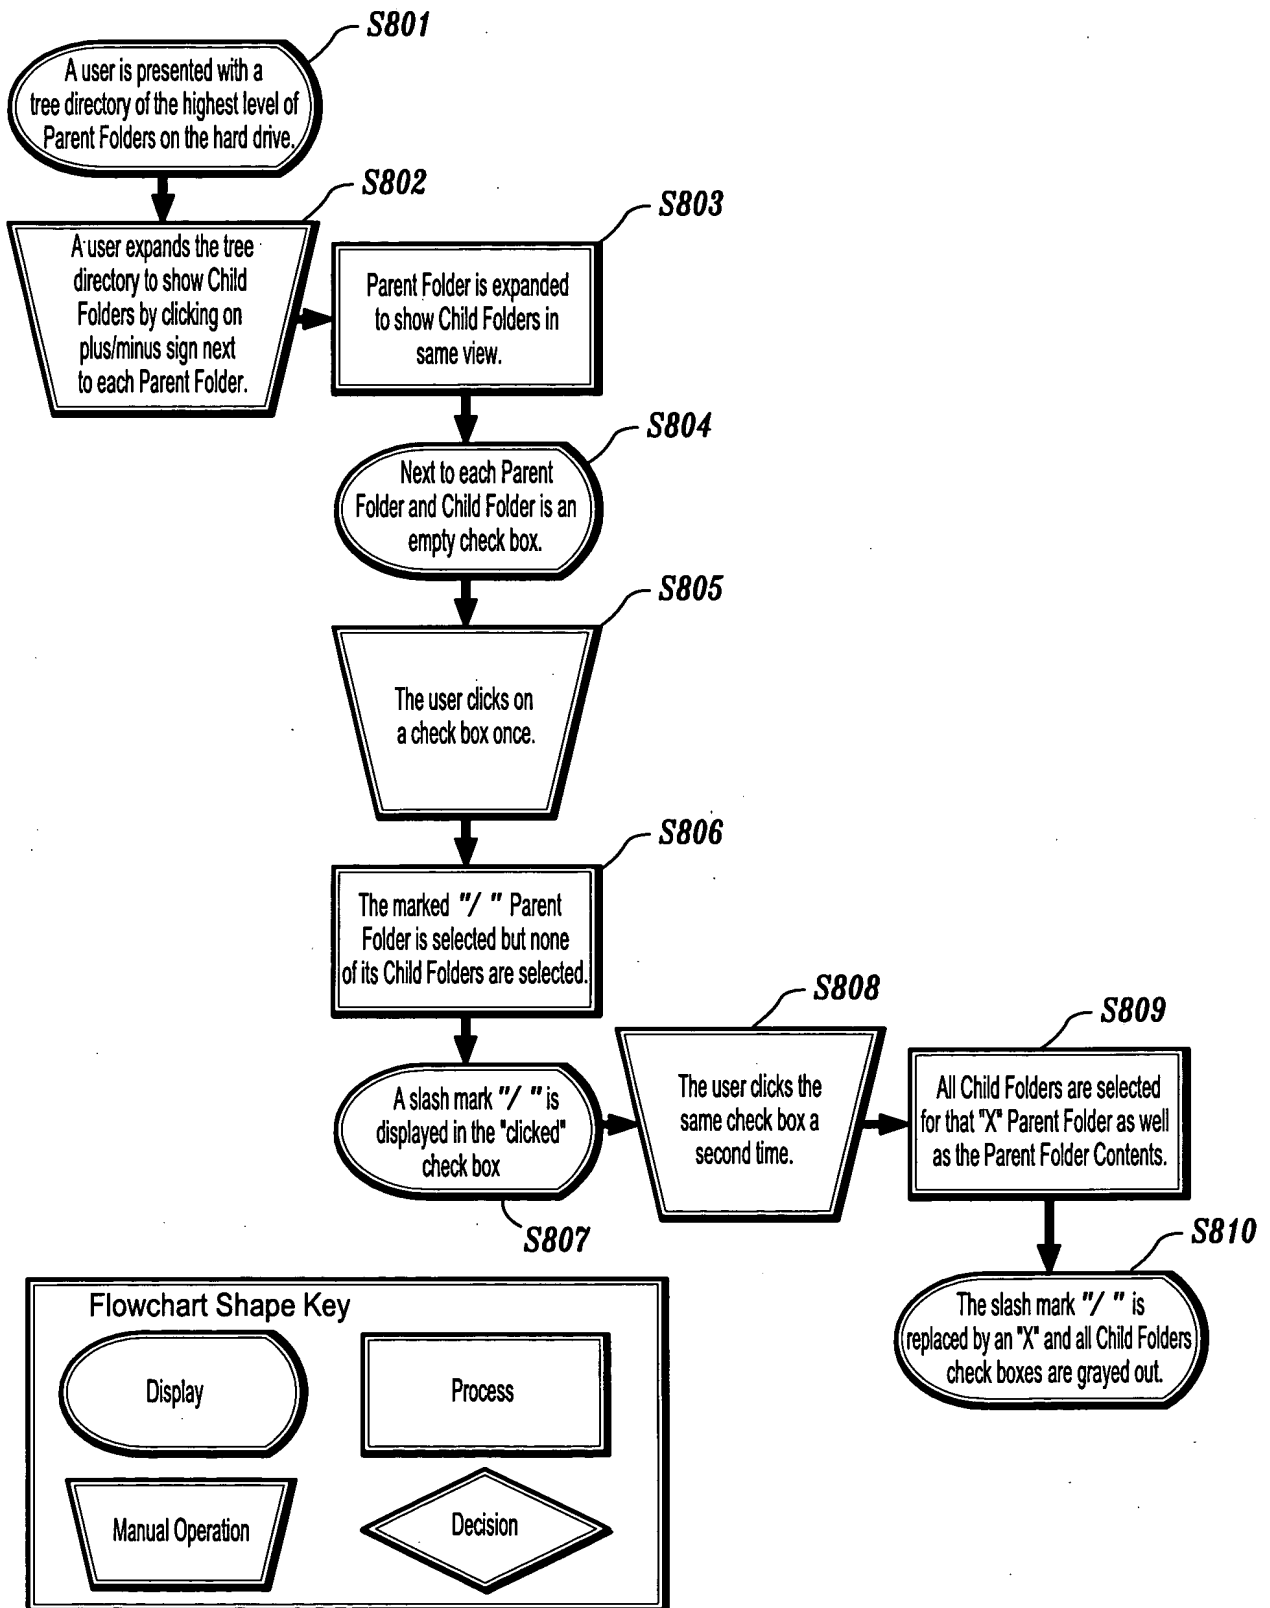 S801
A user is presented with a
tree directory of the highest level of
Parent Folders on the hard drive.
S802
A user expands the tree
directory to show Child
Folders by clicking on
plus/minus sign next
to each Parent Folder.
S803
Parent Folder is expanded
to show Child Folders in
same view.
S804
Next to each Parent
Folder and Child Folder is an
empty check box.
S805
The user clicks on
a check box once.
S806
The marked "/ " Parent
Folder is selected but none
of its Child Folders are selected.
A slash mark "/ " is
displayed in the "clicked"
check box
S807
S808
The user clicks the
same check box a
second time.
S809
All Child Folders are selected
for that "X" Parent Folder as well
as the Parent Folder Contents.
S810
The slash mark "/ " is
replaced by an "X" and all Child Folders
check boxes are grayed out.
Flowchart Shape Key
Display
Process
Manual Operation
Decision